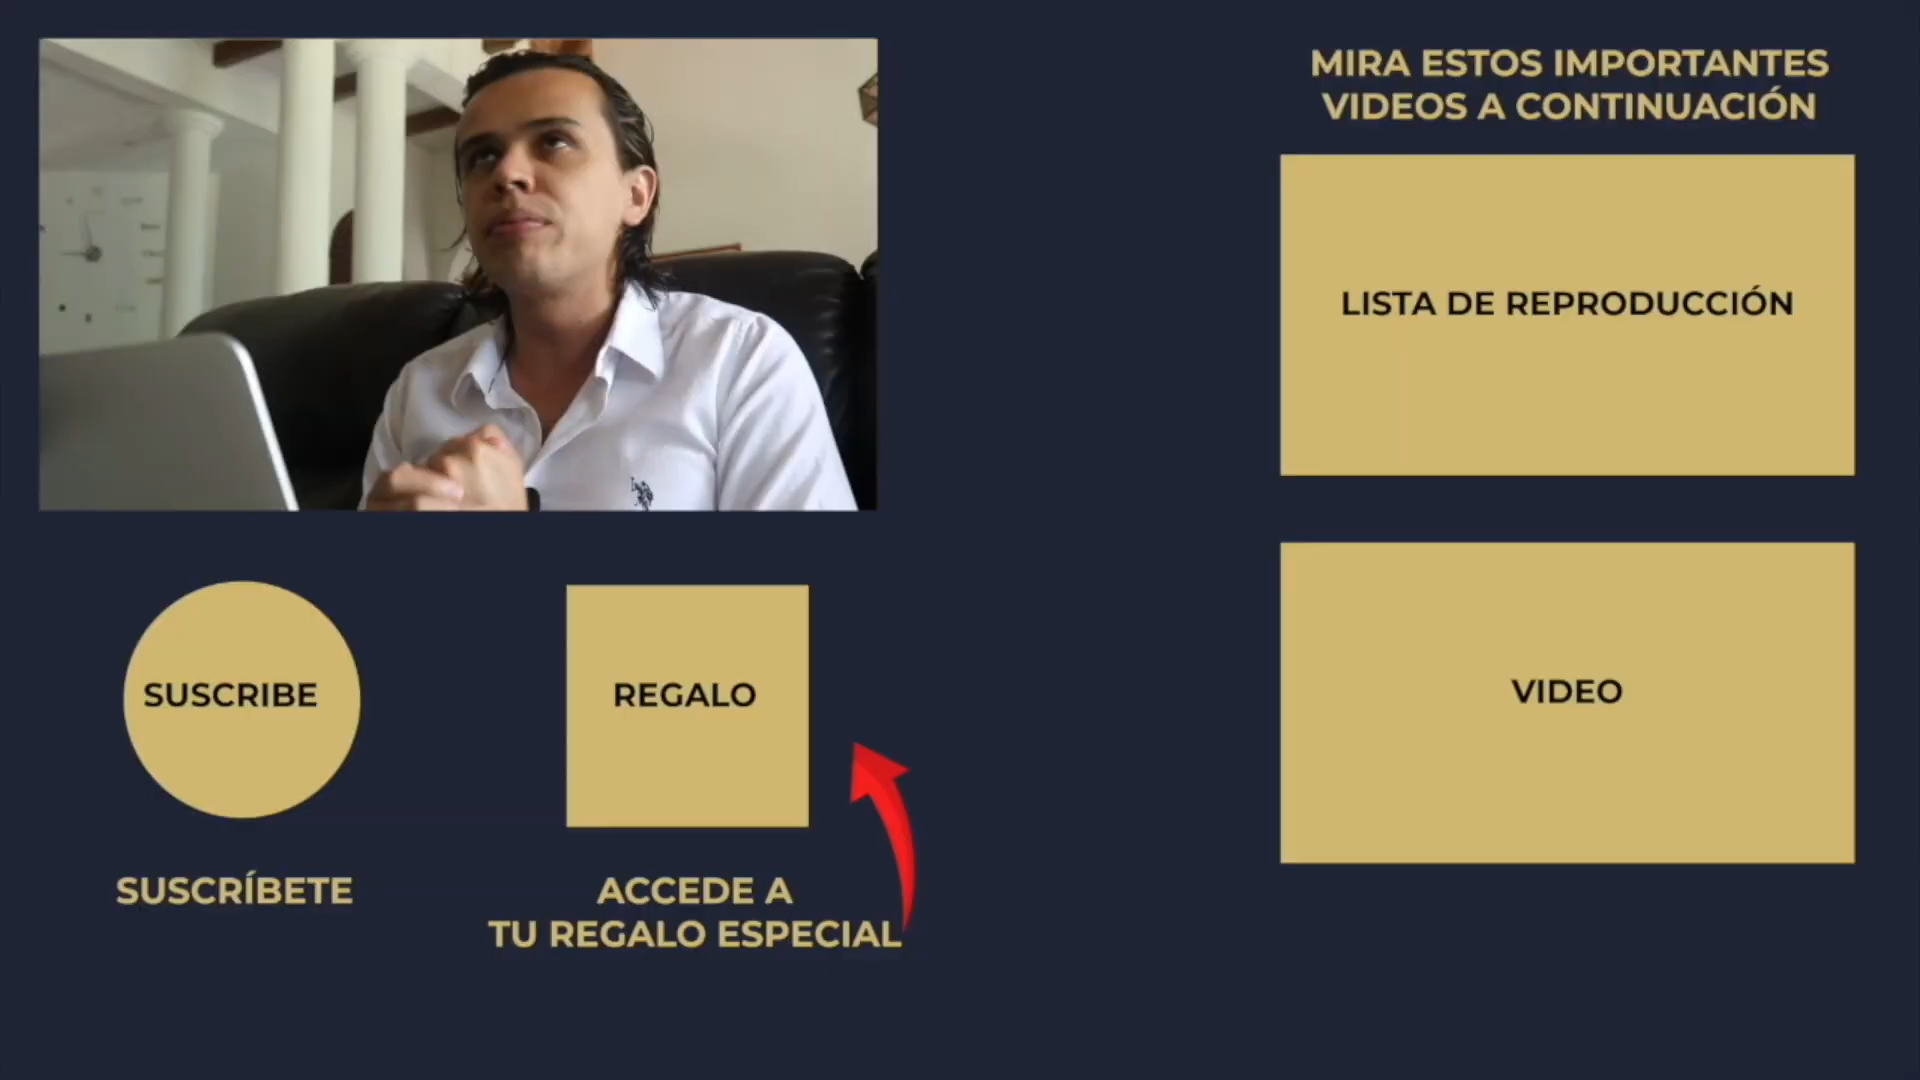 MIRA ESTOS IMPORTANTES
VIDEOS A CONTINUACIÓN
LISTA DE REPRODUCCIÓN
VIDEO
SUSCRIBE
REGALO
SUSCRÍBETE
ACCEDE A
TU REGALO ESPECIAL